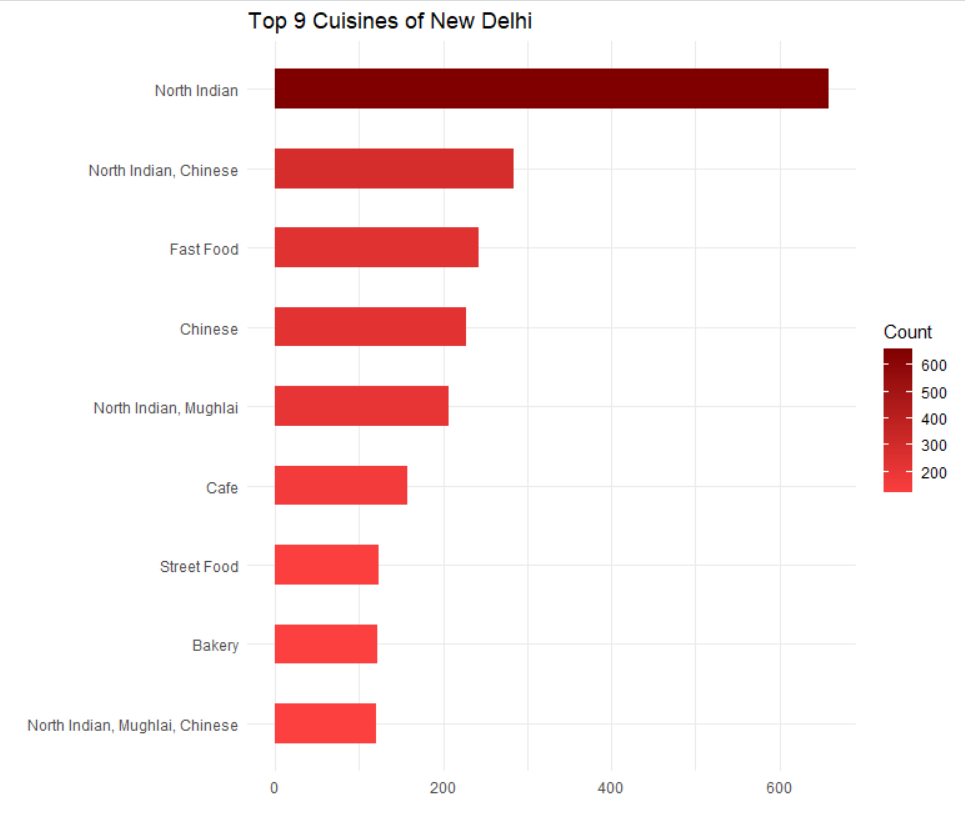 Top 9 Cuisines of New Delhi
North Indian
North Indian, Chinese
Fast Food
Chinese
North Indian, Mughlai
Cafe
Street Food
Bakery
North Indian, Mughlai, Chinese
0 200 400 600
Count
600
500
400
300
200